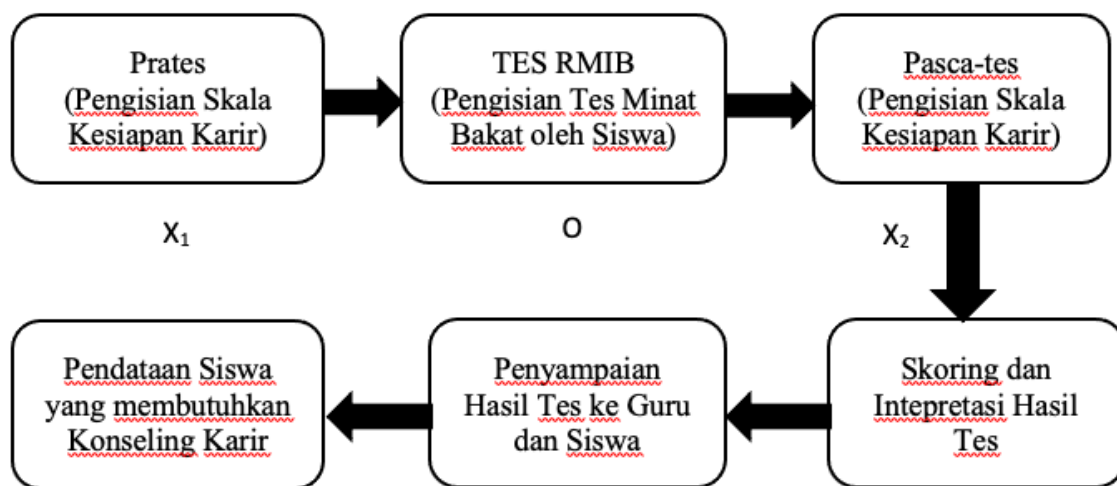 Prates
(Pengisian Skala
Kesiapan Karir)
TES RMIB
(Pengisian Tes Minat
Bakat oleh Siswa)
Pasca-tes
(Pengisian Skala
Kesiapan Karir)
X₁
O
X₂
Pendataan Siswa
yang membutuhkan
Konseling Karir
Penyampaian
Hasil Tes ke Guru
dan Siswa
Skoring dan
Intepretasi Hasil
Tes